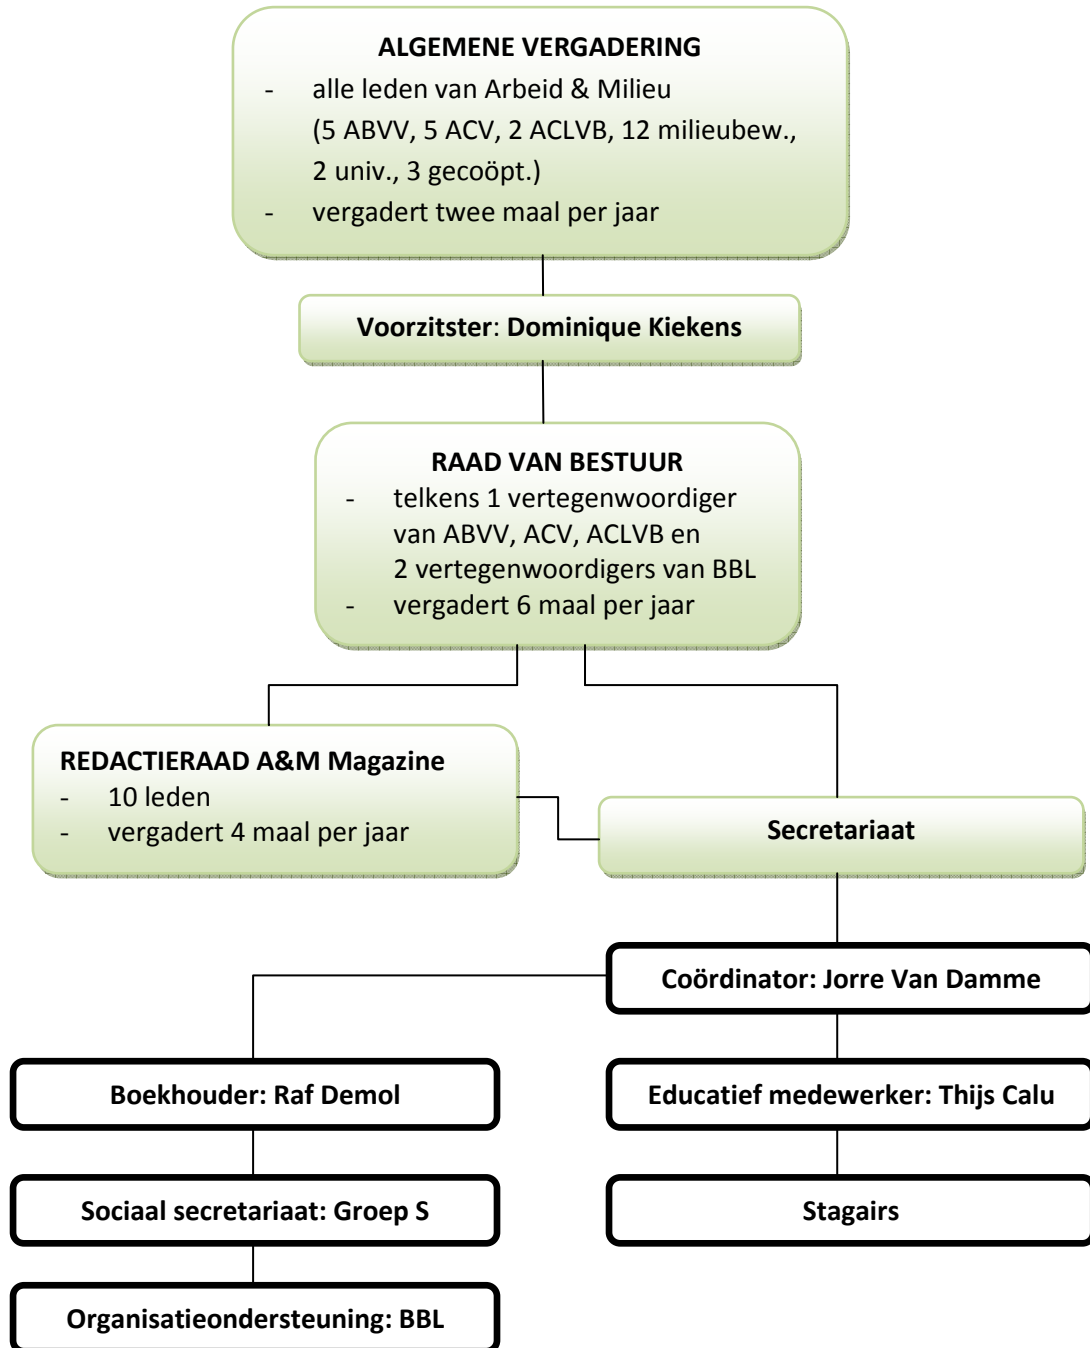 ALGEMENE VERGADERING
- alle leden van Arbeid & Milieu
(5 ABVV, 5 ACV, 2 ACLVB, 12 milieubew.,
2 univ., 3 gecoöpt.)
- vergadert twee maal per jaar
Voorzitster: Dominique Kiekens
RAAD VAN BESTUUR
- telkens 1 vertegenwoordiger
van ABVV, ACV, ACLVB en
2 vertegenwoordigers van BBL
- vergadert 6 maal per jaar
REDACTIERAAD A&M Magazine
- 10 leden
- vergadert 4 maal per jaar
Secretariaat
Coördinator: Jorre Van Damme
Boekhouder: Raf Demol
Educatief medewerker: Thijs Calu
Sociaal secretariaat: Groep S
Stagairs
Organisatieondersteuning: BBL